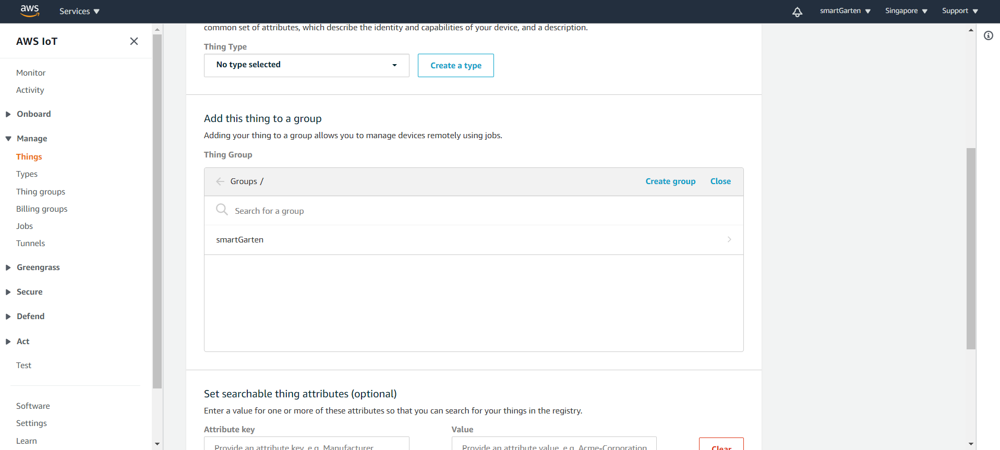 aws
Services
smartGarten
Singapore
Support
AWS IoT
Monitor
Activity
Onboard
Manage
Things
Types
Thing groups
Billing groups
Jobs
Tunnels
Greengrass
Secure
Defend
Act
Test
Software
Settings
Learn
common set of attributes, which describe the identity and capabilities of your device, and a description.
Thing Type
No type selected
Create a type
Add this thing to a group
Adding your thing to a group allows you to manage devices remotely using jobs.
Thing Group
Groups /
Create group
Close
Search for a group
smartGarten
Set searchable thing attributes (optional)
Enter a value for one or more of these attributes so that you can search for your things in the registry.
Attribute key
Value
Provide an attribute key, e.g. Manufacturer
Provide an attribute value, e.g. Acme-Corporation
Clear